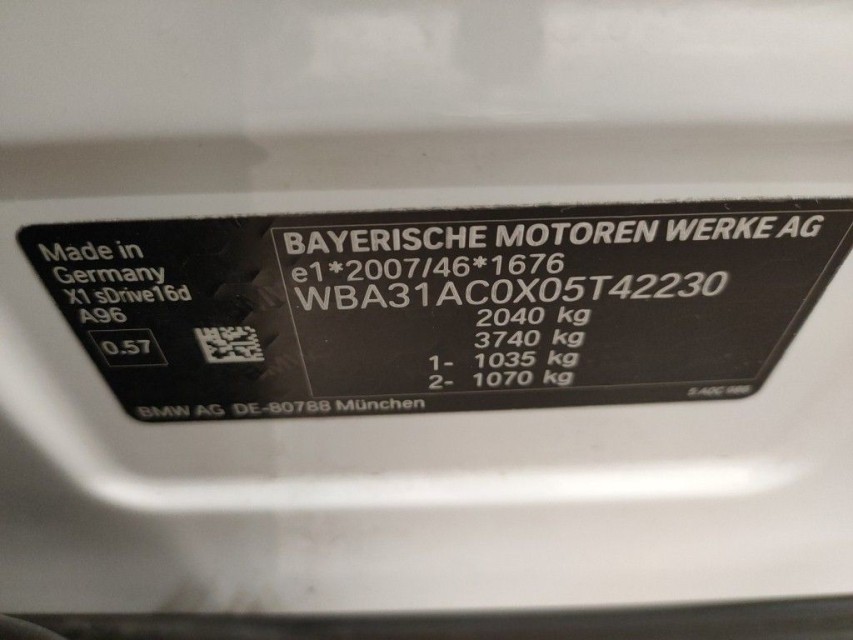 Made in
Germany
X1 sDrive16d
A96
0.57
BAYERISCHE MOTOREN WERKE AG
e1*2007/46*1676
WBA31AC0X05T42230
2040 kg
3740 kg
1- 1035 kg
2- 1070 kg
BMW AG DE-80788 München